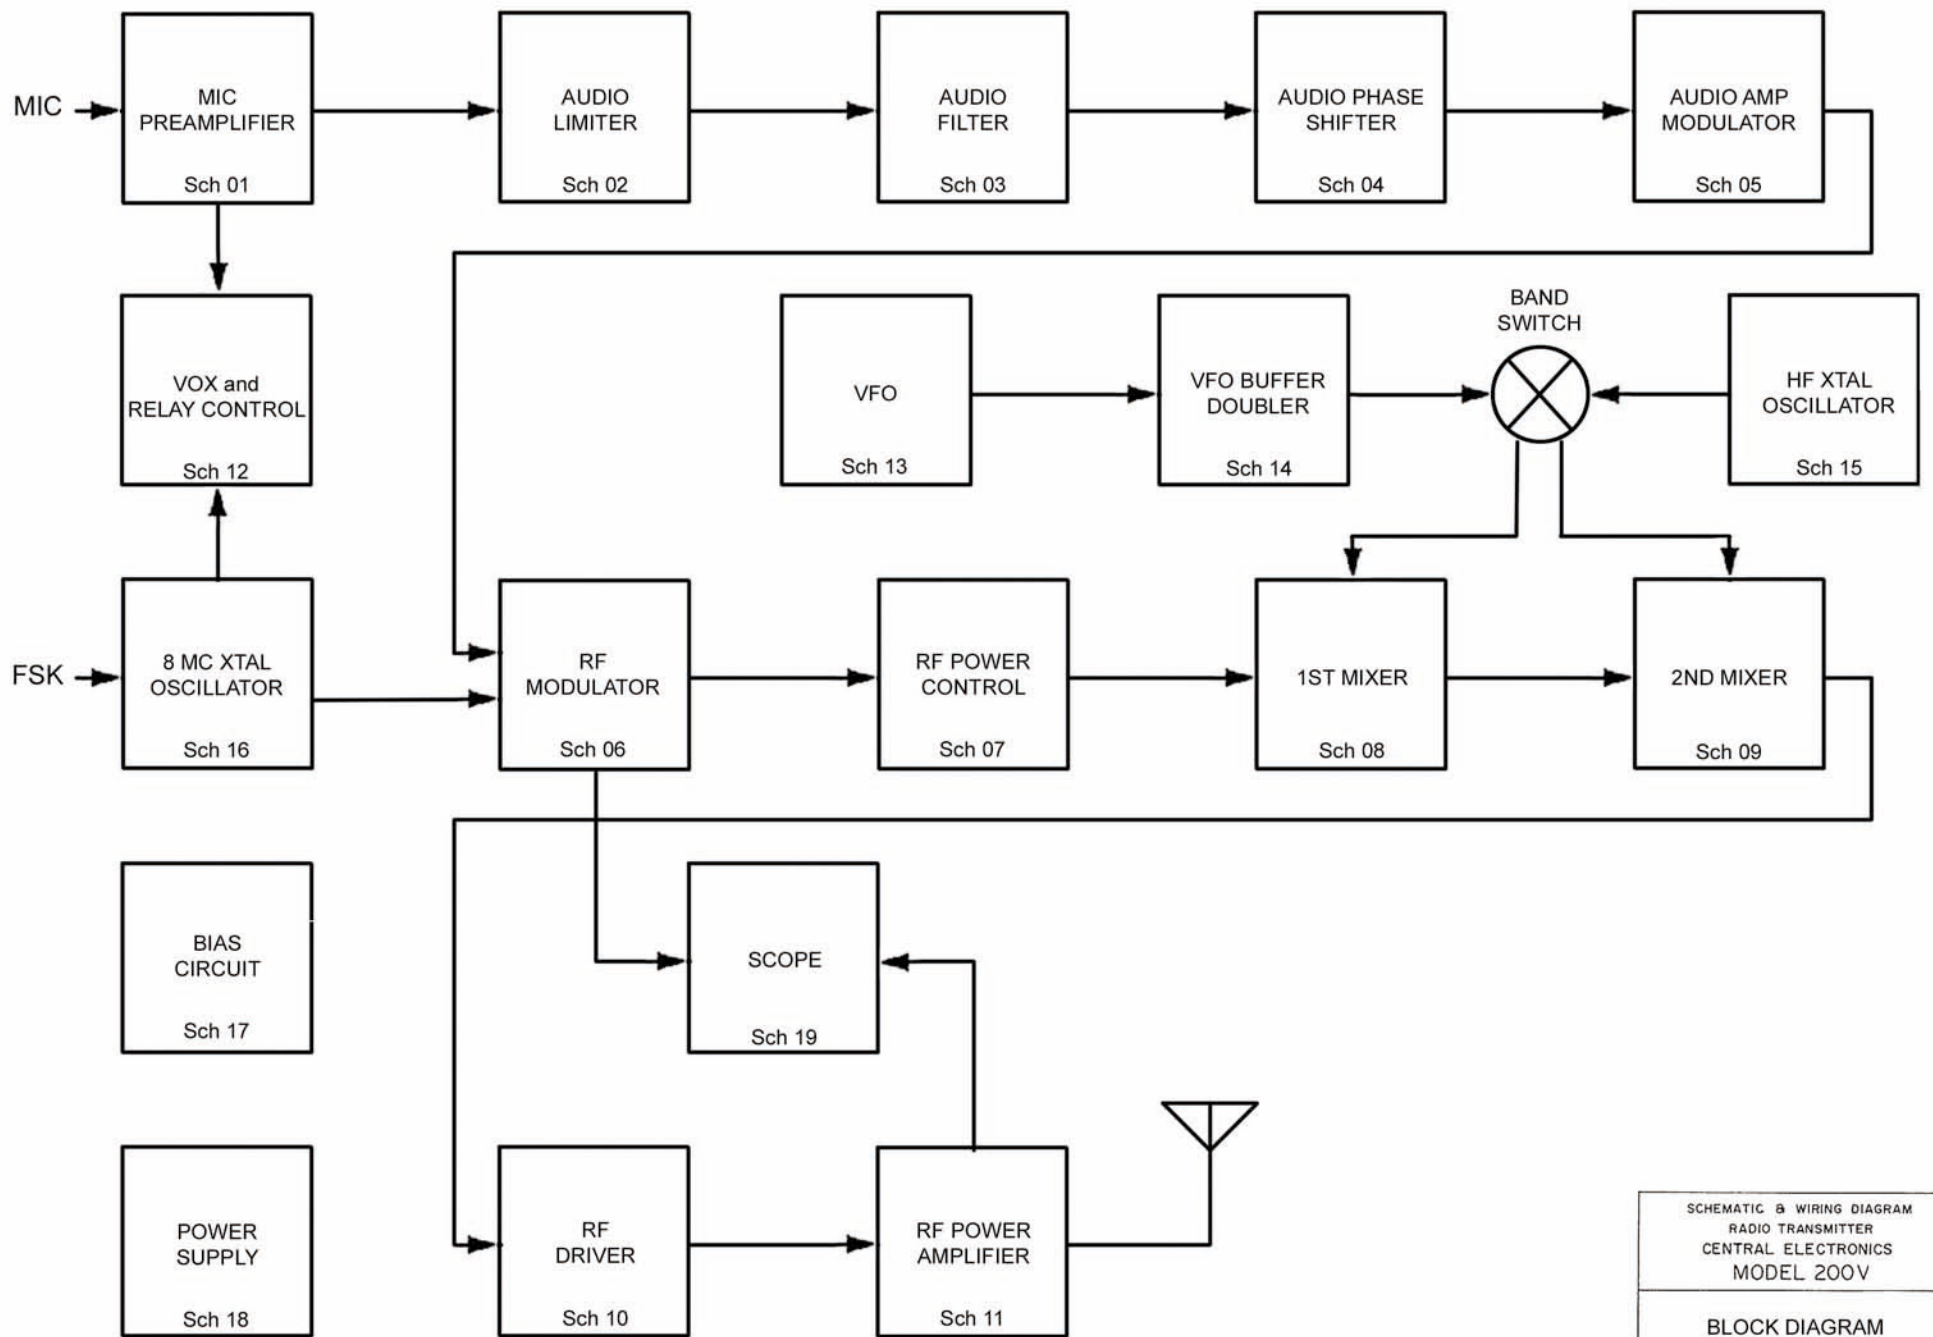 MIC
MIC
PREAMPLIFIER
Sch 01
AUDIO
LIMITER
Sch 02
AUDIO
FILTER
Sch 03
AUDIO PHASE
SHIFTER
Sch 04
AUDIO AMP
MODULATOR
Sch 05
VOX and
RELAY CONTROL
Sch 12
VFO
Sch 13
VFO BUFFER
DOUBLER
Sch 14
BAND
SWITCH
HF XTAL
OSCILLATOR
Sch 15
FSK
8 MC XTAL
OSCILLATOR
Sch 16
RF
MODULATOR
Sch 06
RF POWER
CONTROL
Sch 07
1ST MIXER
Sch 08
2ND MIXER
Sch 09
BIAS
CIRCUIT
Sch 17
SCOPE
Sch 19
POWER
SUPPLY
Sch 18
RF
DRIVER
Sch 10
RF POWER
AMPLIFIER
Sch 11
SCHEMATIC & WIRING DIAGRAM
RADIO TRANSMITTER
CENTRAL ELECTRONICS
MODEL 200V
BLOCK DIAGRAM